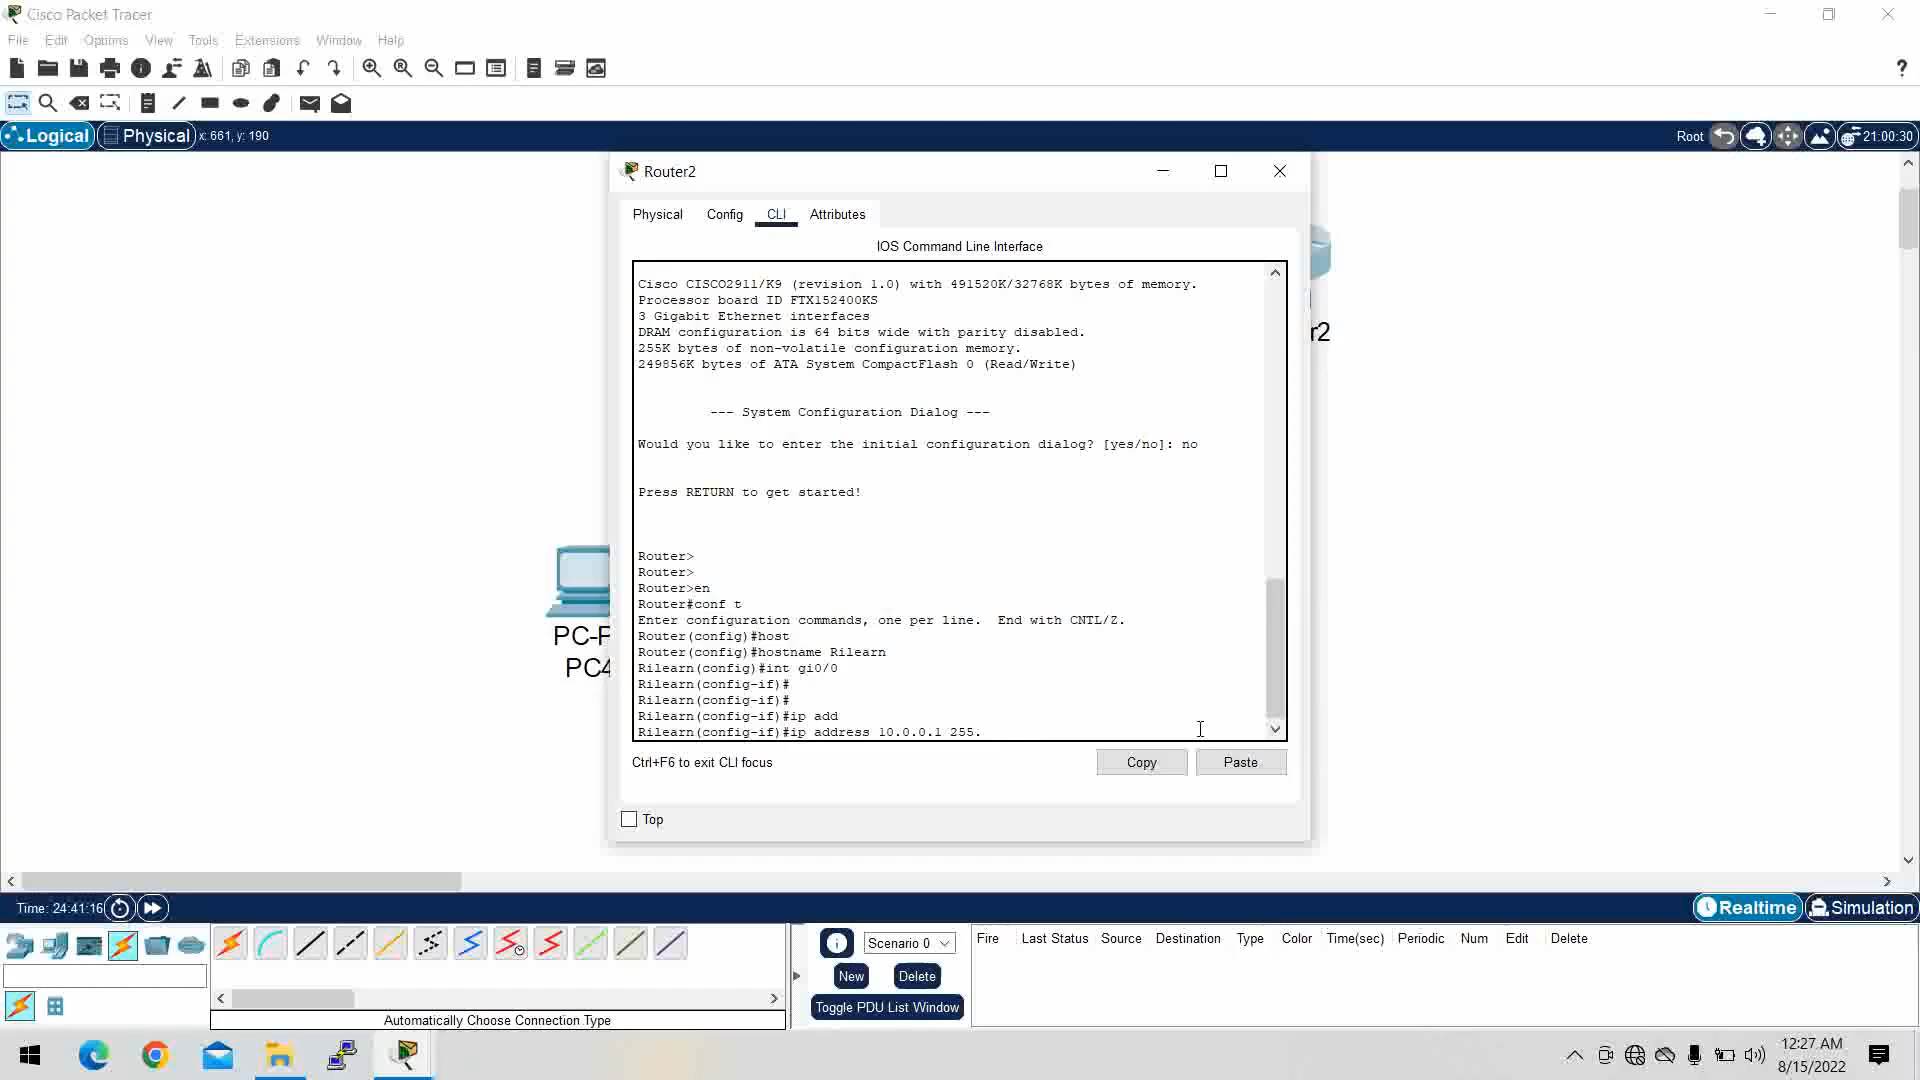 Cisco Packet Tracer
File Edit Options View Tools Extensions Window Help
?
Logical Physical x: 661, y: 190 Root 21:00:30
Router2
Physical Config CLI Attributes
IOS Command Line Interface
Cisco CISCO2911/K9 (revision 1.0) with 491520K/32768K bytes of memory.
Processor board ID FTX152400KS
3 Gigabit Ethernet interfaces
DRAM configuration is 64 bits wide with parity disabled.
255K bytes of non-volatile configuration memory.
249856K bytes of ATA System CompactFlash 0 (Read/Write)
--- System Configuration Dialog ---
Would you like to enter the initial configuration dialog? [yes/no]: no
Press RETURN to get started!
Router>
Router>
Router>en
Router#conf t
Enter configuration commands, one per line.  End with CNTL/Z.
Router(config)#host
Router(config)#hostname Rilearn
Rilearn(config)#int gi0/0
Rilearn(config-if)#
Rilearn(config-if)#
Rilearn(config-if)#ip add
Rilearn(config-if)#ip address 10.0.0.1 255.
Ctrl+F6 to exit CLI focus
Copy Paste
Top
r2
PC-P
PC4
Time: 24:41:16
Realtime Simulation
Scenario 0
New Delete
Toggle PDU List Window
Fire Last Status Source Destination Type Color Time(sec) Periodic Num Edit Delete
Automatically Choose Connection Type
12:27 AM
8/15/2022